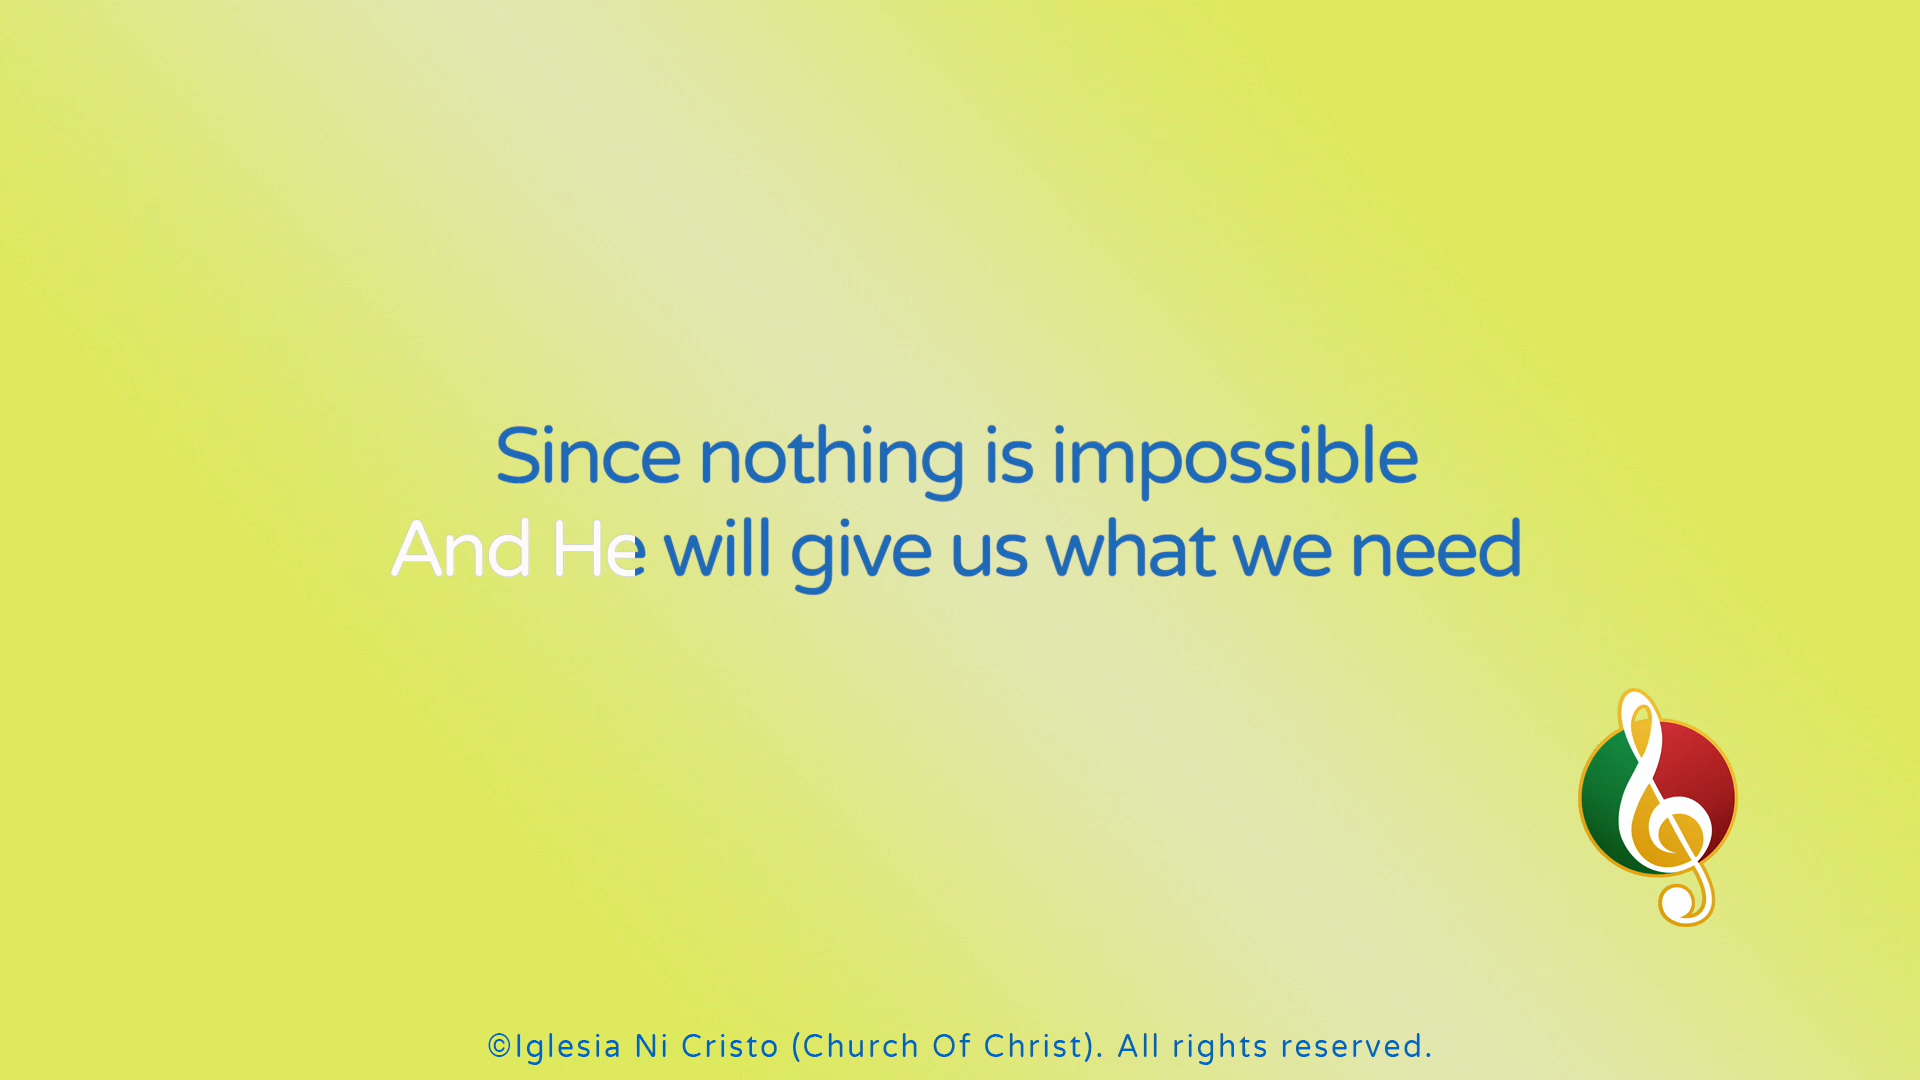 Since nothing is impossible
And He will give us what we need
©Iglesia Ni Cristo (Church Of Christ). All rights reserved.